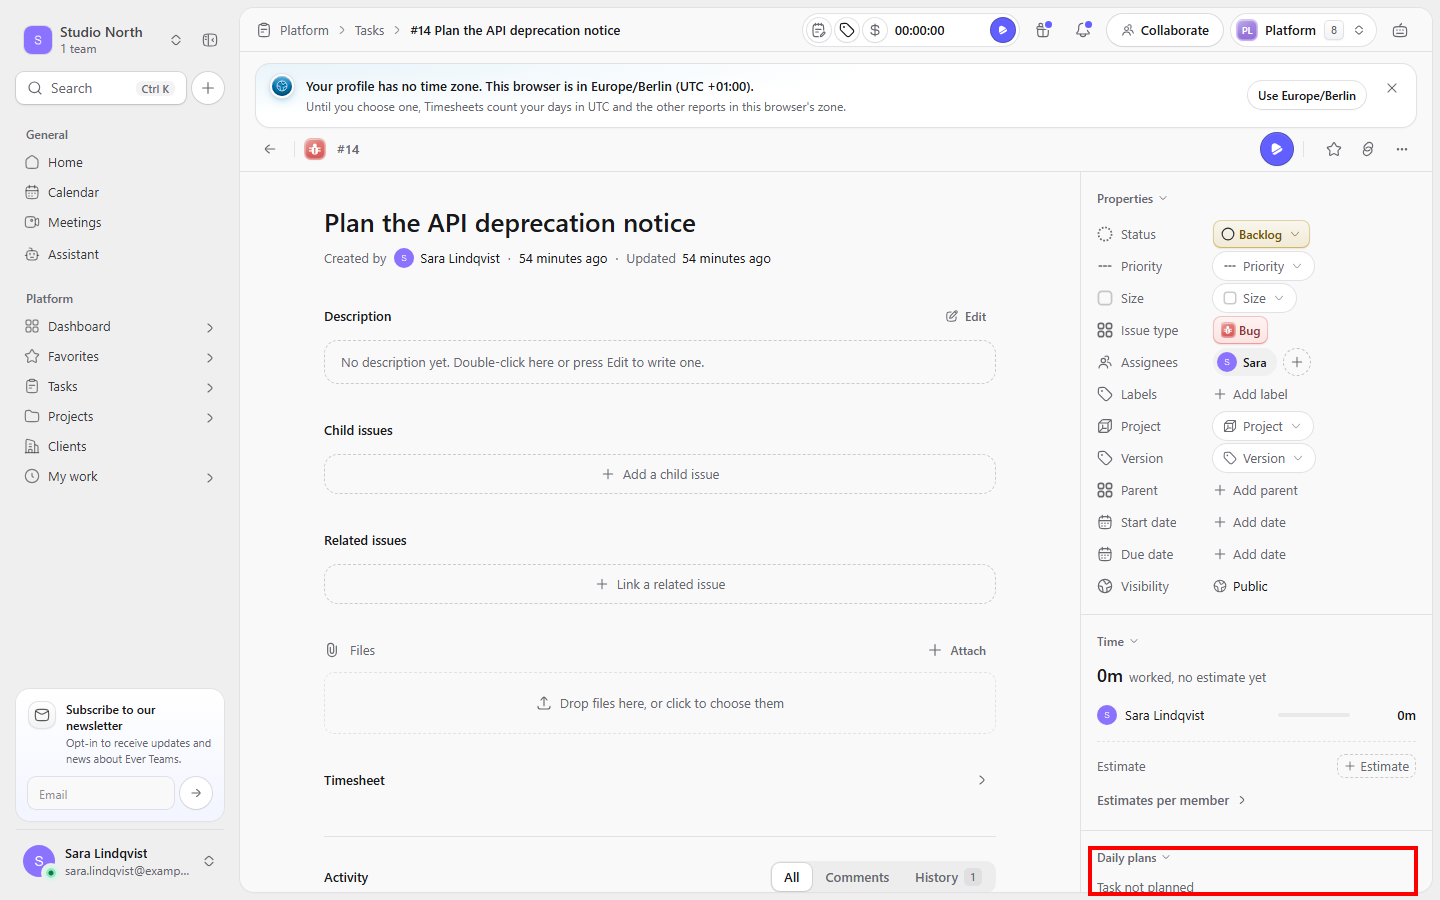 Studio North
1 team
Search
Ctrl K
General
Home
Calendar
Meetings
Assistant
Platform
Dashboard
Favorites
Tasks
Projects
Clients
My work
Subscribe to our
newsletter
Opt-in to receive updates and
news about Ever Teams.
Email
S
Sara Lindqvist
sara.lindqvist@examp...
Platform
Tasks
#14 Plan the API deprecation notice
00:00:00
Collaborate
PL
Platform
8
Your profile has no time zone. This browser is in Europe/Berlin (UTC +01:00).
Until you choose one, Timesheets count your days in UTC and the other reports in this browser's zone.
Use Europe/Berlin
#14
Plan the API deprecation notice
Created by S Sara Lindqvist · 54 minutes ago · Updated 54 minutes ago
Description
Edit
No description yet. Double-click here or press Edit to write one.
Child issues
Add a child issue
Related issues
Link a related issue
Files
Attach
Drop files here, or click to choose them
Timesheet
Activity
All
Comments
History 1
Properties
Status Backlog
Priority Priority
Size Size
Issue type Bug
Assignees S Sara
Labels Add label
Project Project
Version Version
Parent Add parent
Start date Add date
Due date Add date
Visibility Public
Time
0m worked, no estimate yet
S Sara Lindqvist 0m
Estimate Estimate
Estimates per member
Daily plans
Task not planned